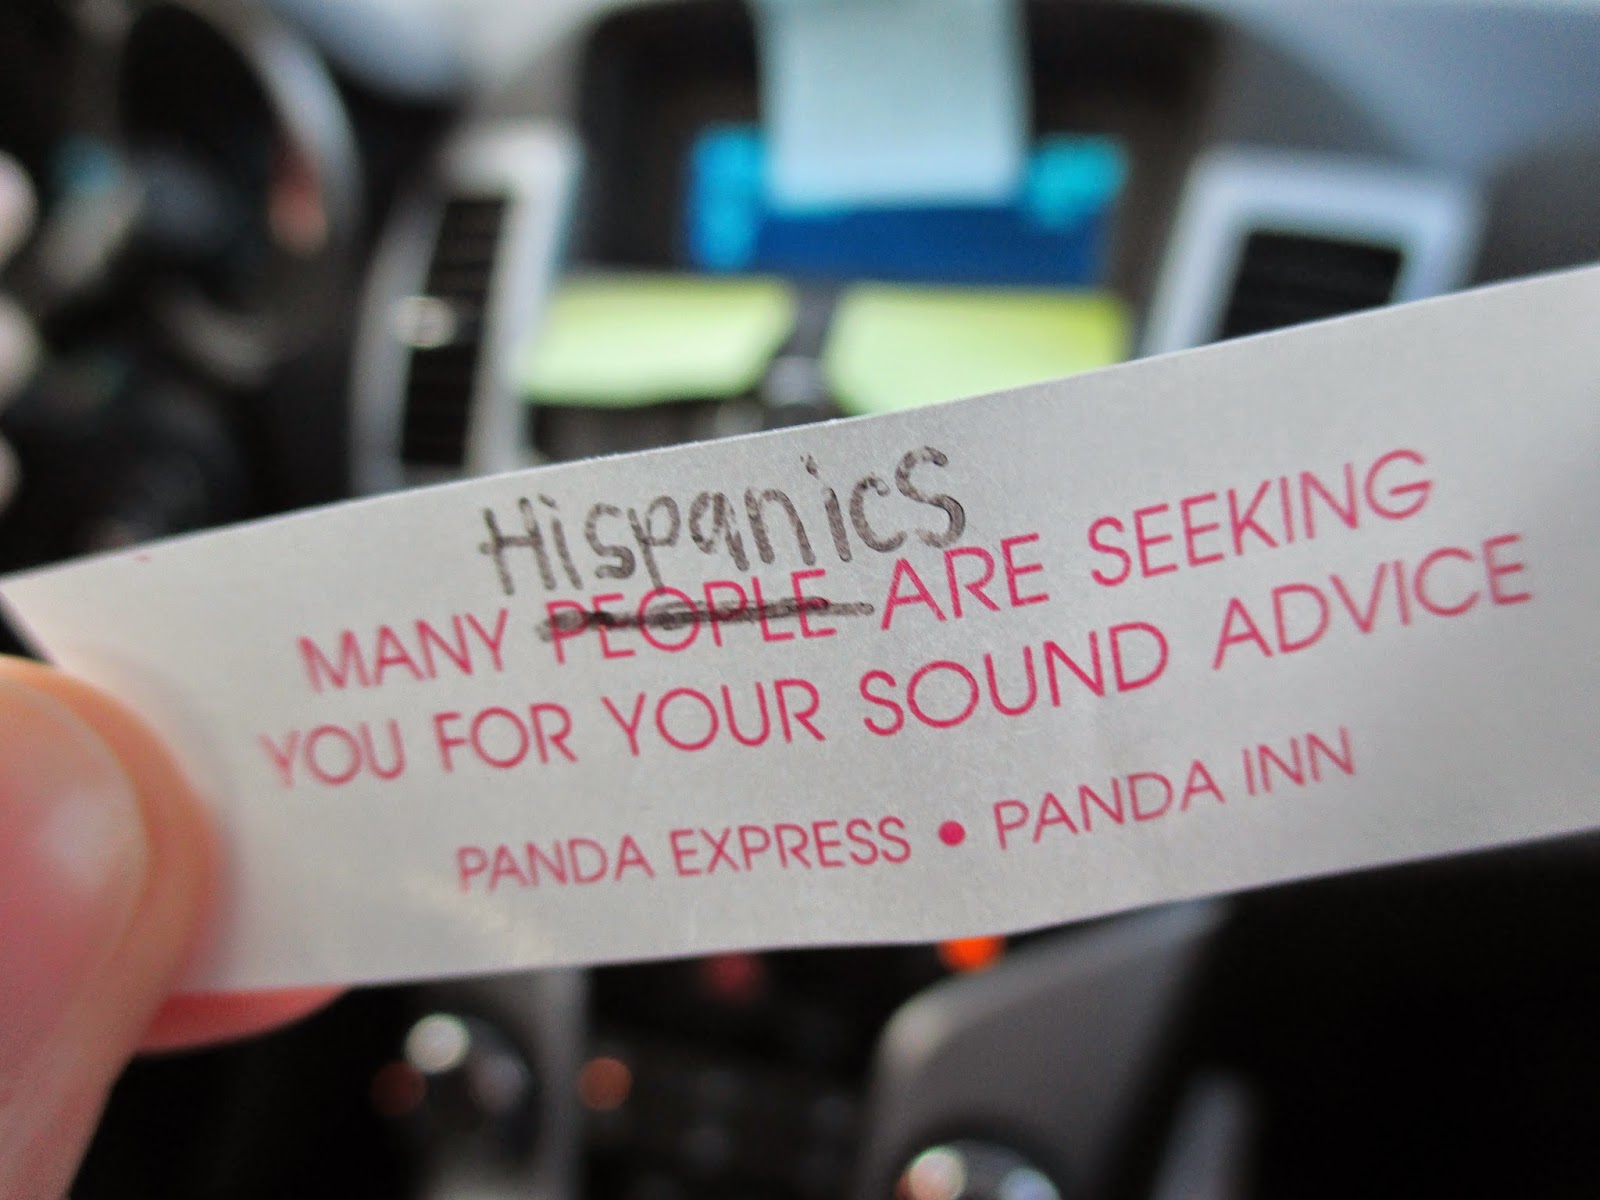 Hispanics
MANY PEOPLE ARE SEEKING
YOU FOR YOUR SOUND ADVICE
PANDA EXPRESS • PANDA INN